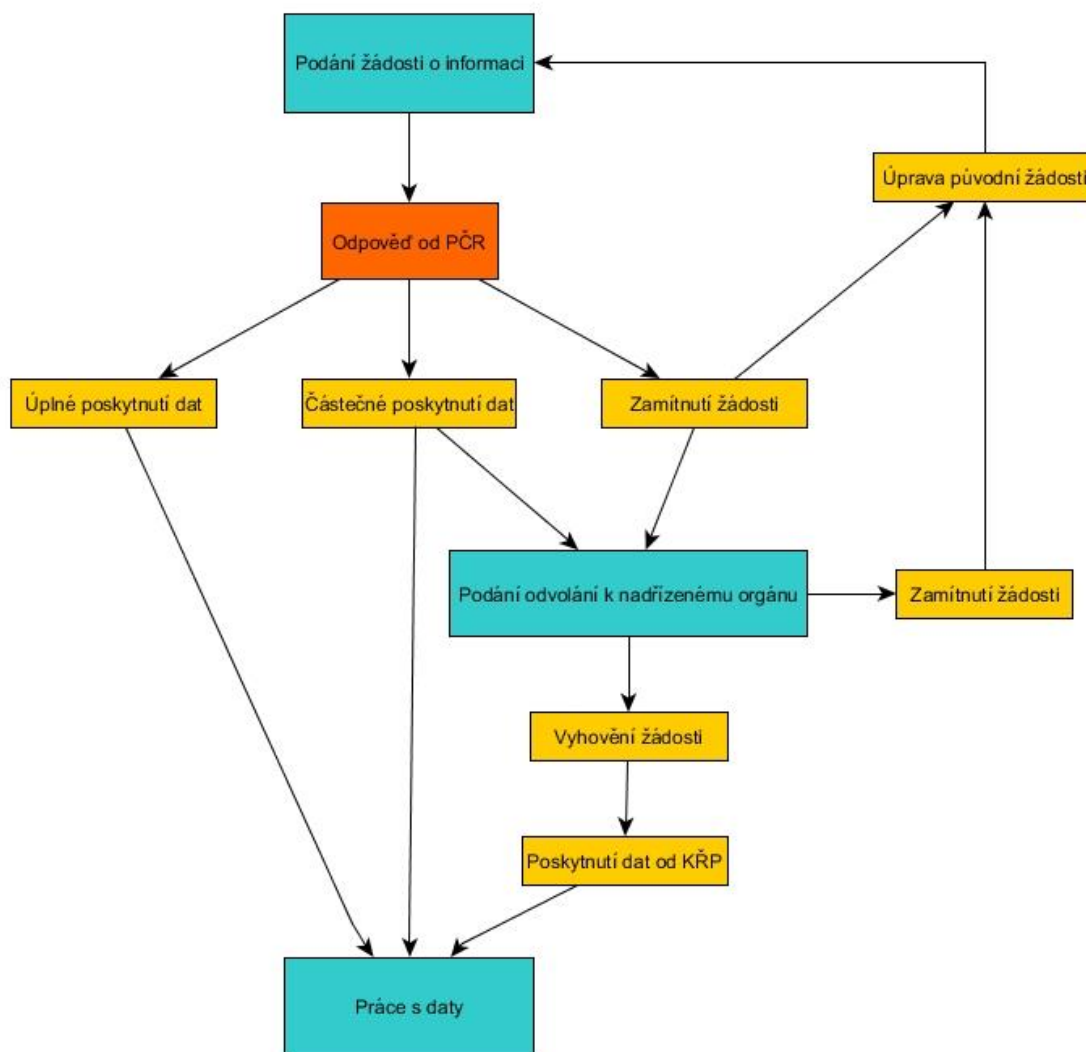 Podání žádosti o informaci
Úprava původní žádosti
Odpověď od PČR
Úplné poskytnutí dat
Částečné poskytnutí dat
Zamítnutí žádosti
Podání odvolání k nadřízenému orgánu
Zamítnutí žádosti
Vyhovění žádosti
Poskytnutí dat od KŘP
Práce s daty